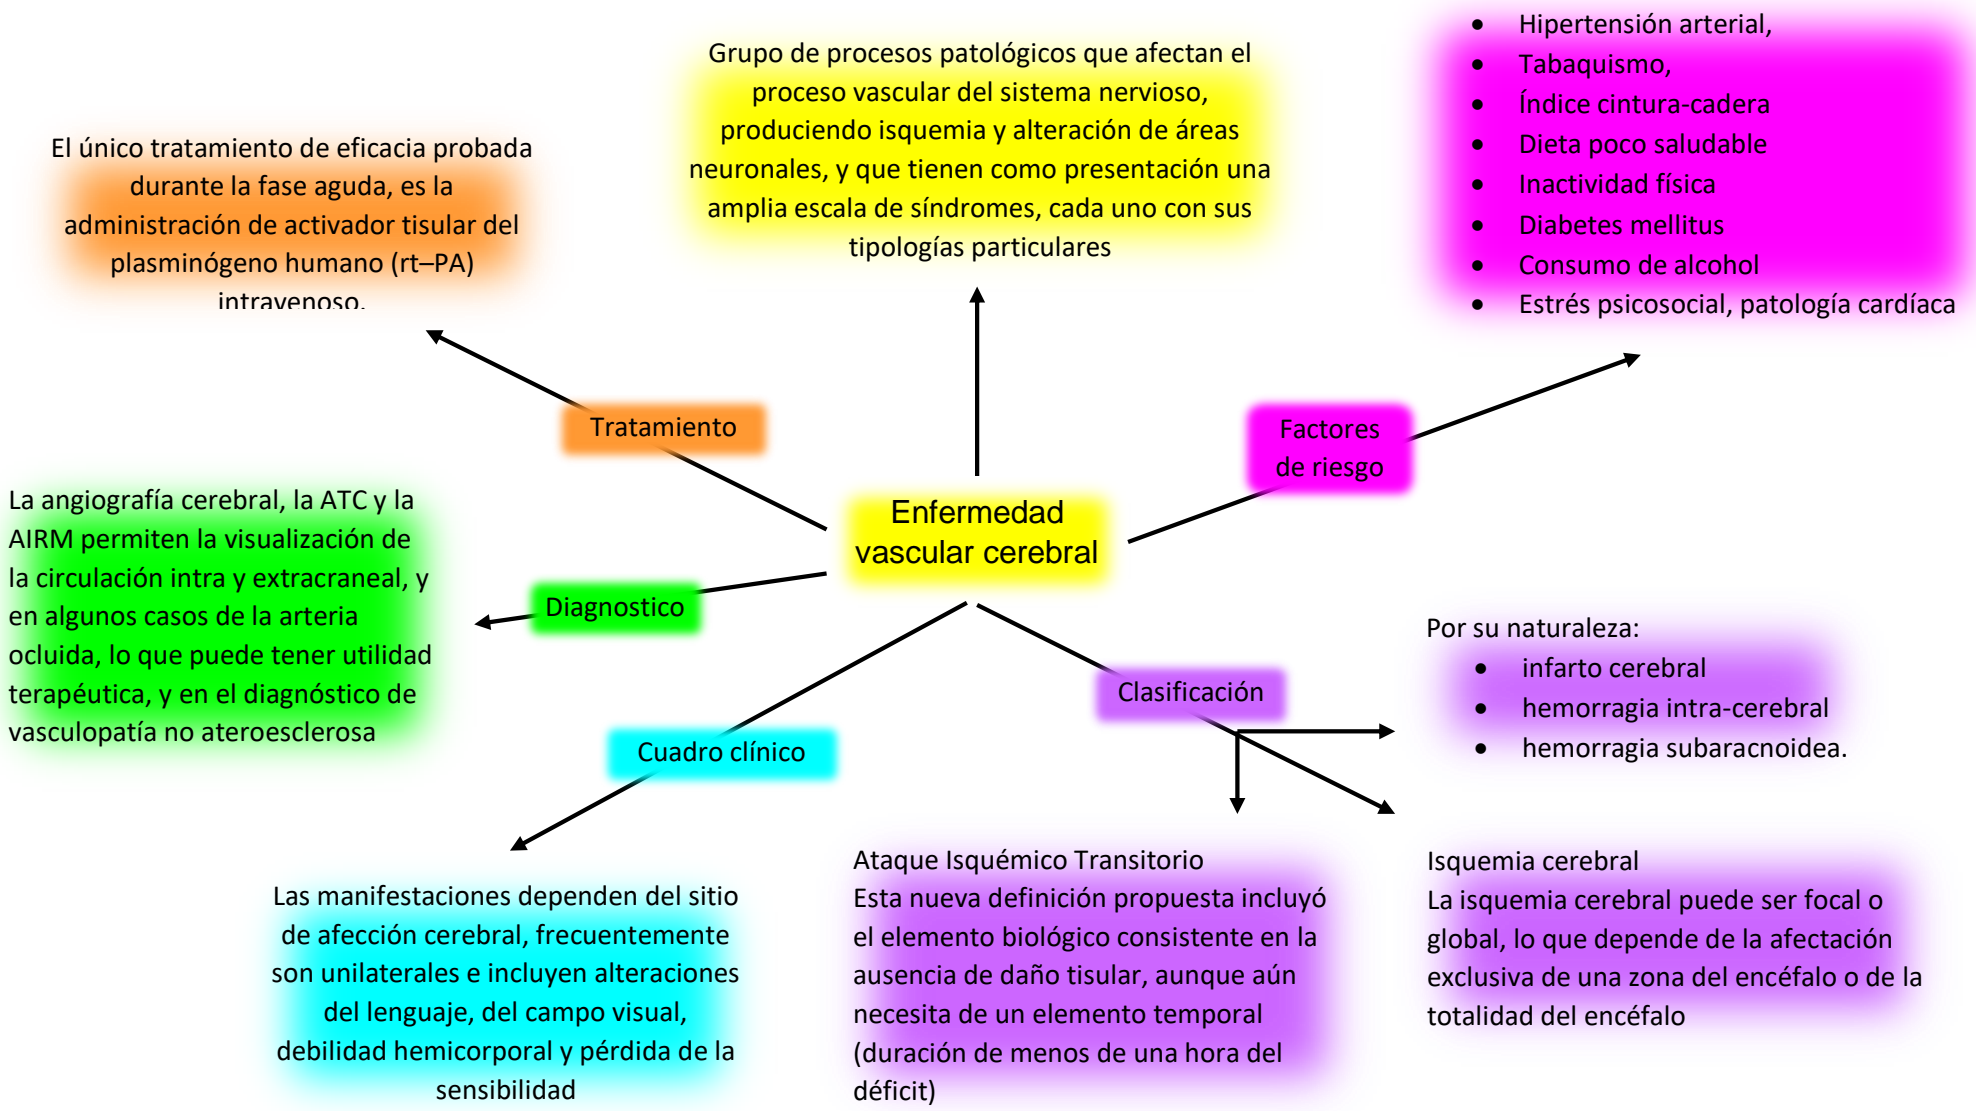 Grupo de procesos patológicos que afectan el
proceso vascular del sistema nervioso,
produciendo isquemia y alteración de áreas
neuronales, y que tienen como presentación una
amplia escala de síndromes, cada uno con sus
tipologías particulares
• Hipertensión arterial,
• Tabaquismo,
• Índice cintura-cadera
• Dieta poco saludable
• Inactividad física
• Diabetes mellitus
• Consumo de alcohol
• Estrés psicosocial, patología cardíaca
El único tratamiento de eficacia probada
durante la fase aguda, es la
administración de activador tisular del
plasminógeno humano (rt–PA)
intravenoso.
Tratamiento
Factores
de riesgo
Enfermedad
vascular cerebral
La angiografía cerebral, la ATC y la
AIRM permiten la visualización de
la circulación intra y extracraneal, y
en algunos casos de la arteria
ocluida, lo que puede tener utilidad
terapéutica, y en el diagnóstico de
vasculopatía no ateroesclerosa
Diagnostico
Cuadro clínico
Clasificación
Por su naturaleza:
• infarto cerebral
• hemorragia intra-cerebral
• hemorragia subaracnoidea.
Las manifestaciones dependen del sitio
de afección cerebral, frecuentemente
son unilaterales e incluyen alteraciones
del lenguaje, del campo visual,
debilidad hemicorporal y pérdida de la
sensibilidad
Ataque Isquémico Transitorio
Esta nueva definición propuesta incluyó
el elemento biológico consistente en la
ausencia de daño tisular, aunque aún
necesita de un elemento temporal
(duración de menos de una hora del
déficit)
Isquemia cerebral
La isquemia cerebral puede ser focal o
global, lo que depende de la afectación
exclusiva de una zona del encéfalo o de la
totalidad del encéfalo